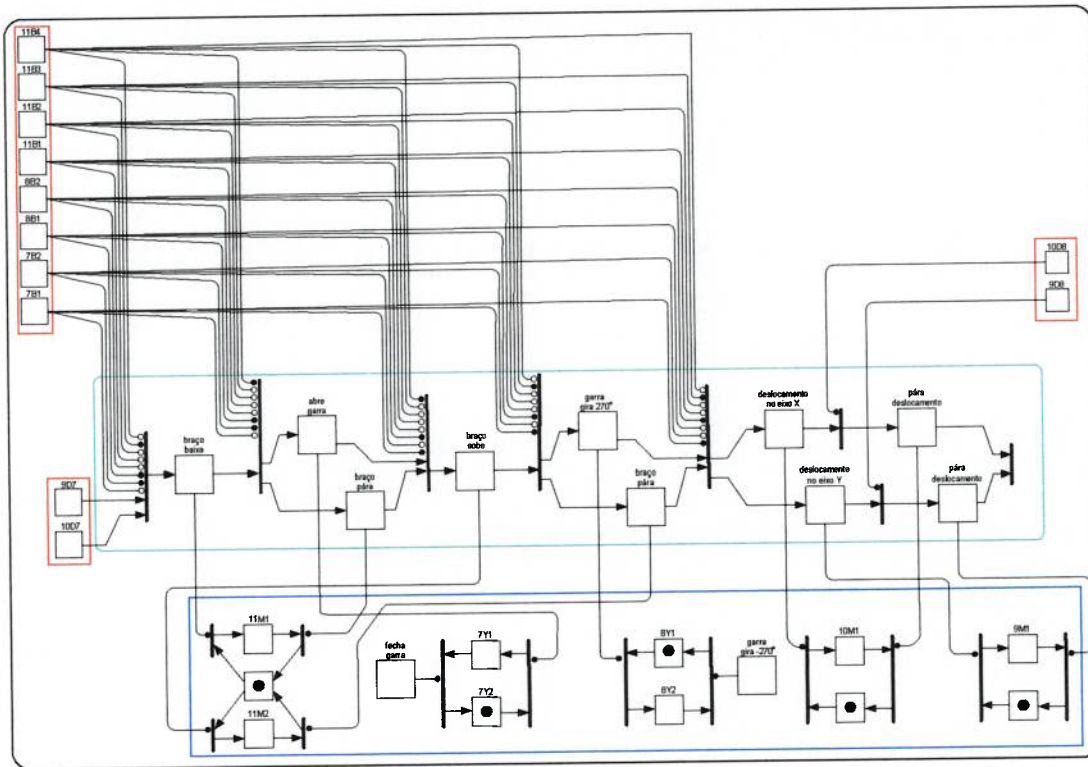 11B4
11B3
11B2
11B1
8B2
8B1
7B2
7B1
10D8
9D8
9D7
10D7
braço
baixa
abre
garra
braço
pára
braço
sobe
garra
gira 270°
braço
pára
deslocamento
no eixo X
deslocamento
no eixo Y
pára
deslocamento
pára
deslocamento
11M1
11M2
fecha
garra
7Y1
7Y2
8Y1
8Y2
garra
gira -270°
10M1
9M1